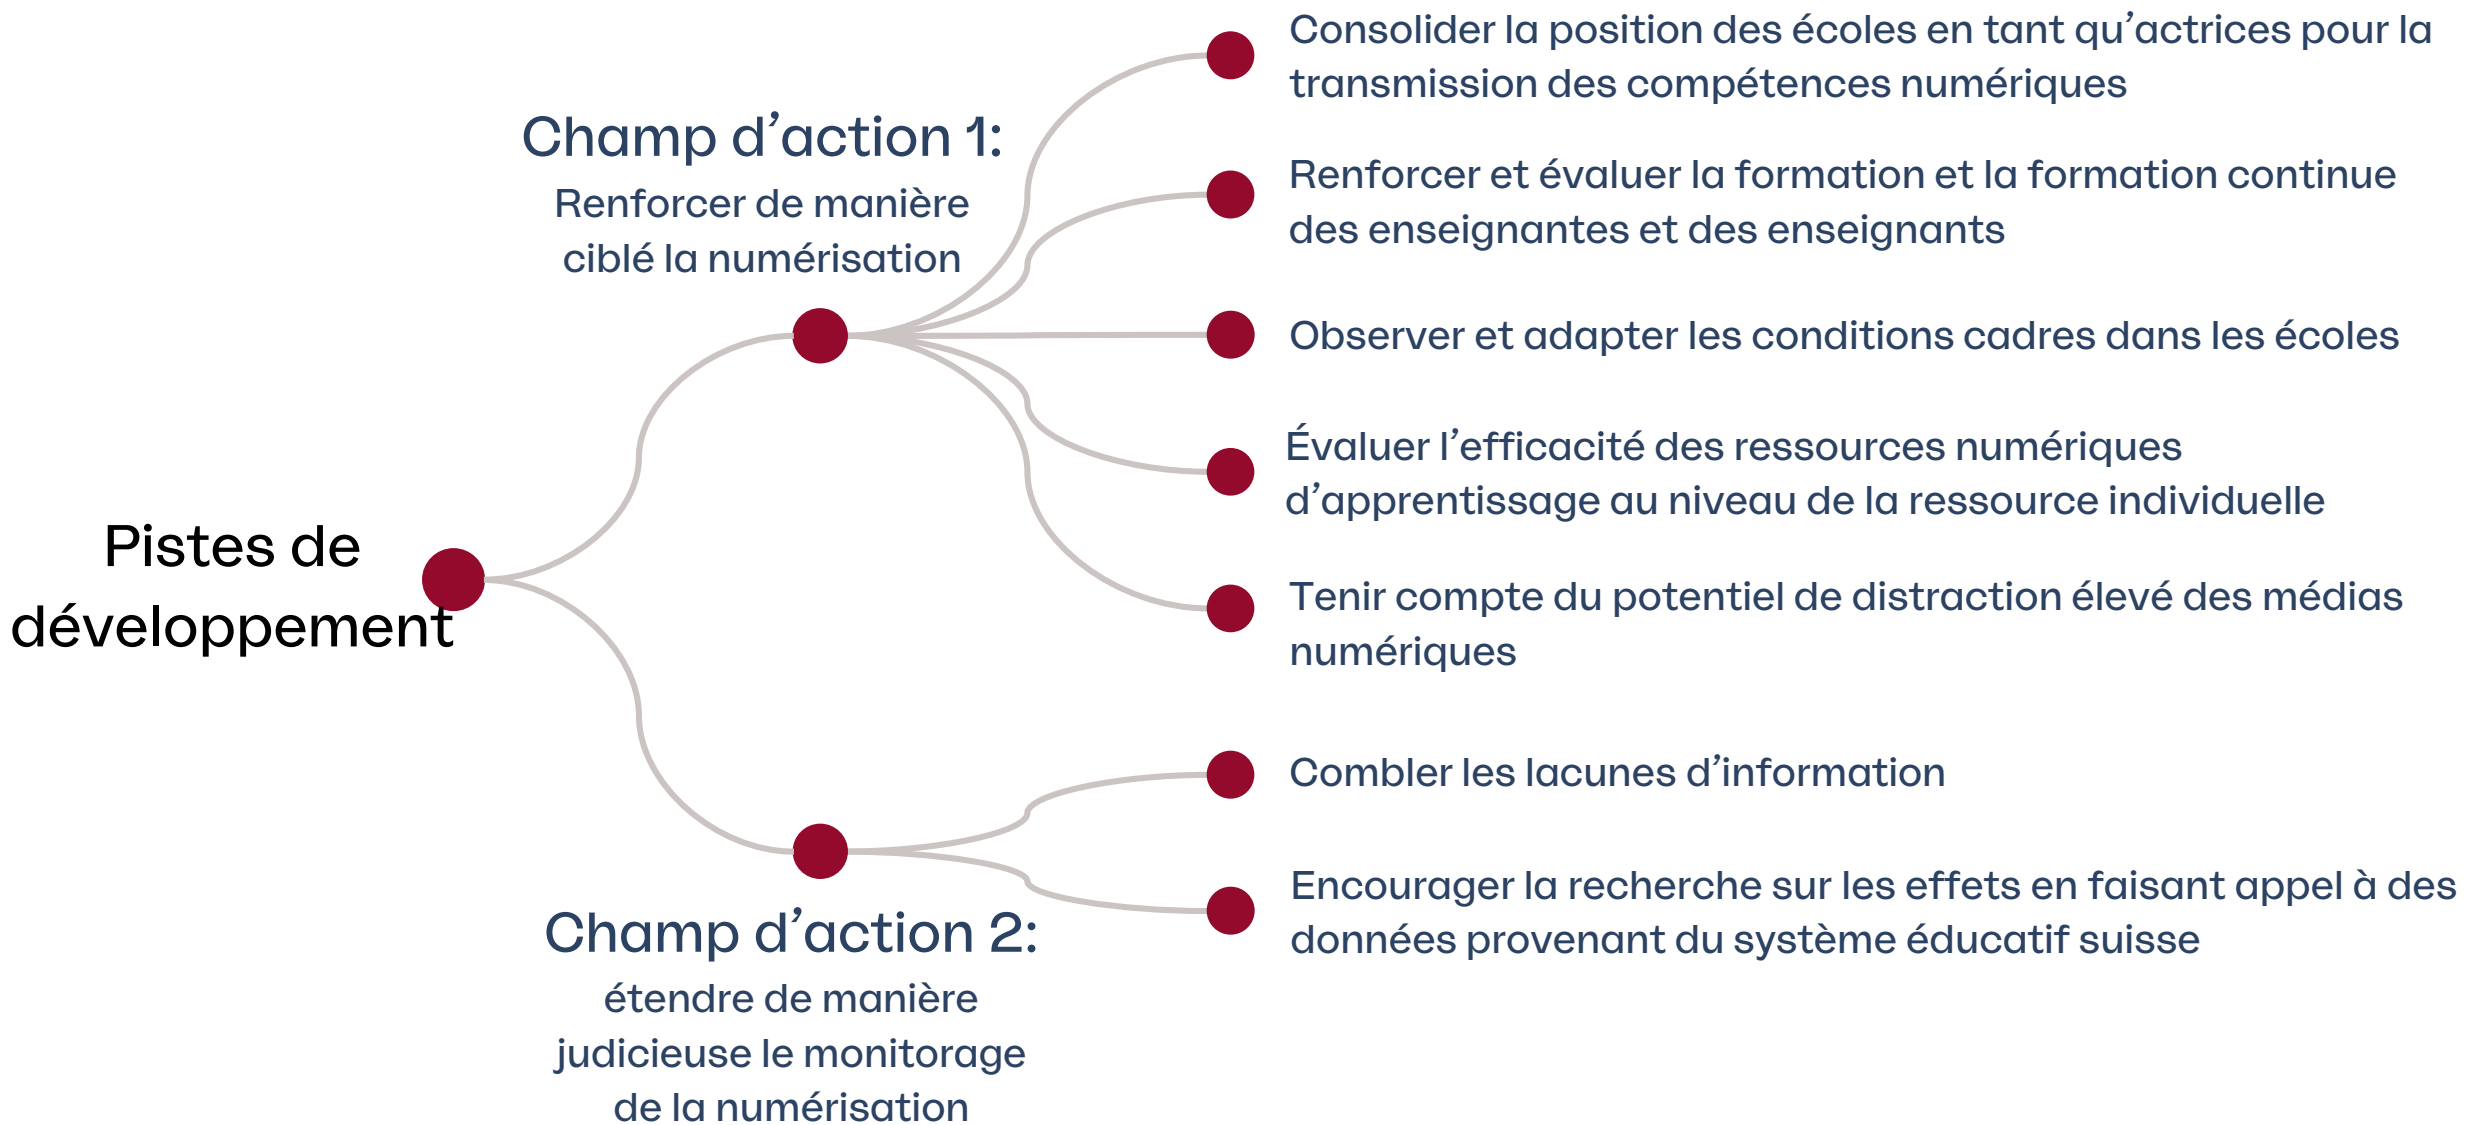 Pistes de
développement
Champ d’action 1:
Renforcer de manière
ciblé la numérisation
Consolider la position des écoles en tant qu’actrices pour la
transmission des compétences numériques
Renforcer et évaluer la formation et la formation continue
des enseignantes et des enseignants
Observer et adapter les conditions cadres dans les écoles
Évaluer l’efficacité des ressources numériques
d’apprentissage au niveau de la ressource individuelle
Tenir compte du potentiel de distraction élevé des médias
numériques
Champ d’action 2:
étendre de manière
judicieuse le monitorage
de la numérisation
Combler les lacunes d’information
Encourager la recherche sur les effets en faisant appel à des
données provenant du système éducatif suisse